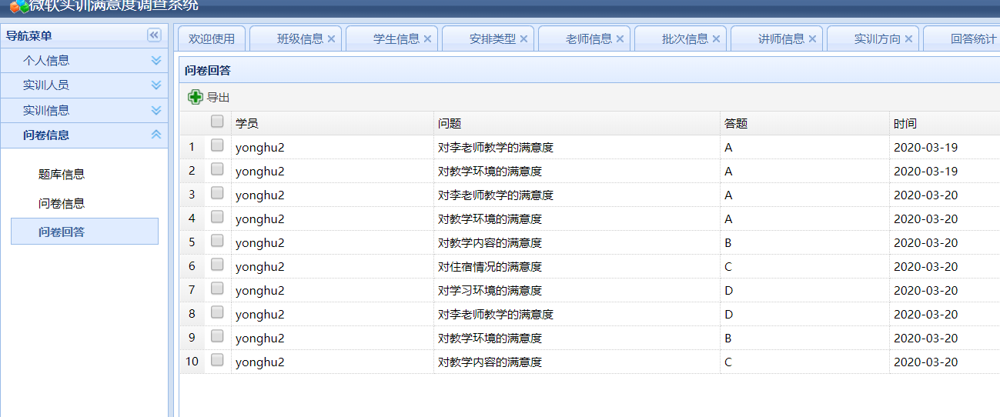 微软实训满意度调查系统
导航菜单
个人信息
实训人员
实训信息
问卷信息
题库信息
问卷信息
问卷回答
欢迎使用 班级信息 学生信息 安排类型 老师信息 批次信息 讲师信息 实训方向 回答统计
问卷回答
导出
学员 问题 答题 时间
1 yonghu2 对李老师教学的满意度 A 2020-03-19
2 yonghu2 对教学环境的满意度 A 2020-03-19
3 yonghu2 对李老师教学的满意度 A 2020-03-20
4 yonghu2 对教学环境的满意度 A 2020-03-20
5 yonghu2 对教学内容的满意度 B 2020-03-20
6 yonghu2 对住宿情况的满意度 C 2020-03-20
7 yonghu2 对学习环境的满意度 D 2020-03-20
8 yonghu2 对李老师教学的满意度 D 2020-03-20
9 yonghu2 对教学环境的满意度 B 2020-03-20
10 yonghu2 对教学内容的满意度 C 2020-03-20